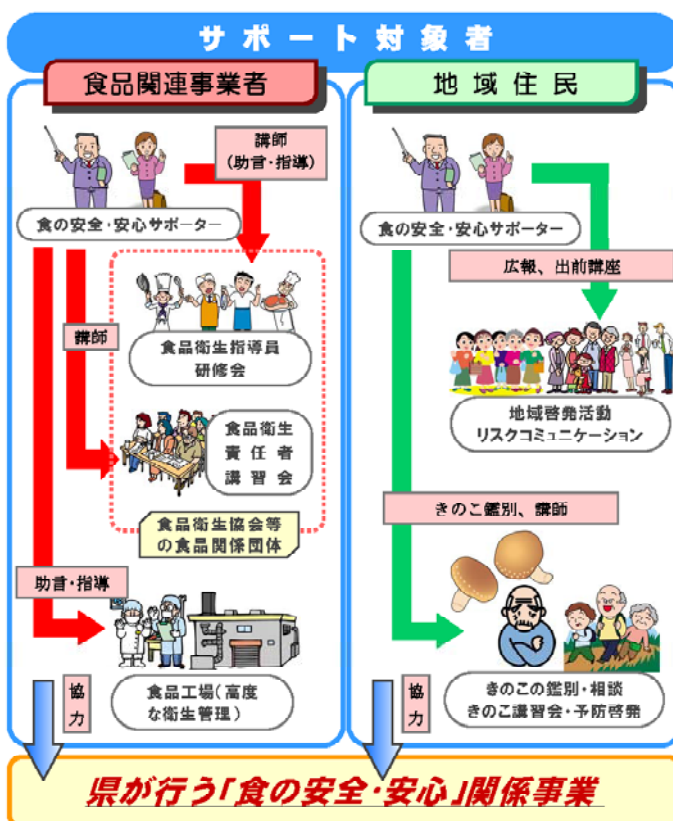 サポート対象者
食品関連事業者
講師
（助言・指導）
食の安全・安心サポーター
講師
食品衛生指導員
研修会
食品衛生
責任者
講習会
食品衛生協会等
の食品関係団体
助言・指導
食品工場（高度
な衛生管理）
協
力
地域住民
食の安全・安心サポーター
広報、出前講座
地域啓発活動
リスクコミュニケーション
きのこ鑑別、講師
きのこの鑑別・相談
きのこ講習会・予防啓発
協
力
県が行う「食の安全・安心」関係事業